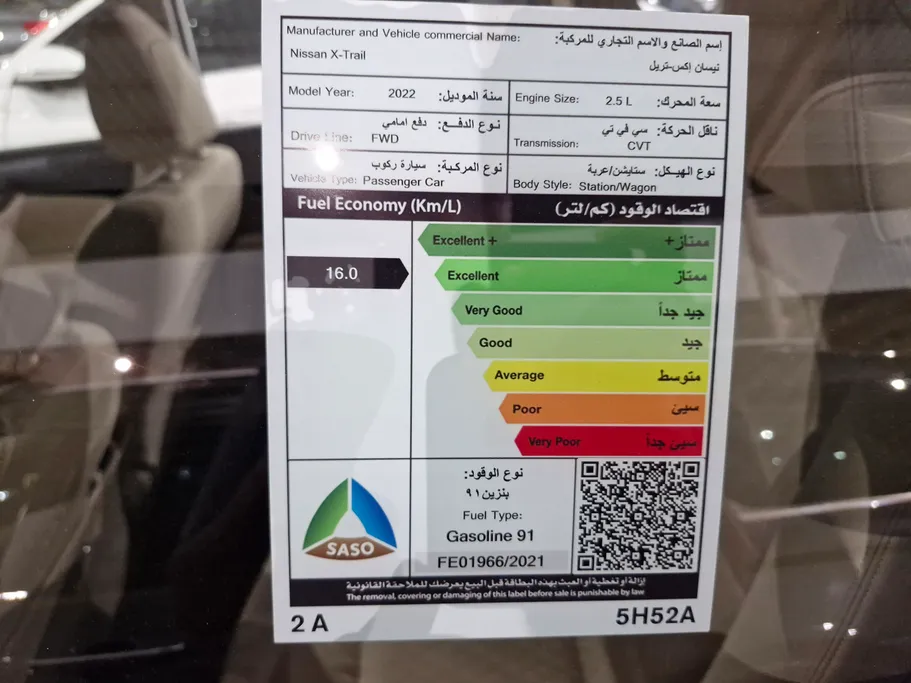 Manufacturer and Vehicle commercial Name: إسم الصانع والاسم التجاري للمركبة:
Nissan X-Trail نيسان إكس-تريل
Model Year: 2022 سنة الموديل:
Engine Size: 2.5 L سعة المحرك:
نوع الدفع: دفع امامي
Drive Line: FWD
ناقل الحركة: سي في تي
Transmission: CVT
نوع المركبة: سيارة ركوب
Vehicle Type: Passenger Car
نوع الهيكل: ستايشن/عربة
Body Style: Station/Wagon
Fuel Economy (Km/L) اقتصاد الوقود (كم/لتر)
Excellent + ممتاز+
16.0
Excellent ممتاز
Very Good جيد جداً
Good جيد
Average متوسط
Poor سيئ
Very Poor سيئ جداً
SASO
نوع الوقود:
بنزين٩١
Fuel Type:
Gasoline 91
FE01966/2021
إزالة أو تغطية أو العبث بهذه البطاقة قبل البيع يعرضك للملاحقة القانونية
The removal, covering or damaging of this label before sale is punishable by law
2 A 5H52A